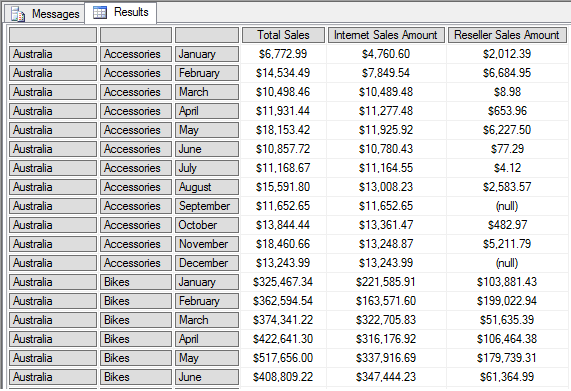 Messages Results
Total Sales Internet Sales Amount Reseller Sales Amount
Australia Accessories January $6,772.99 $4,760.60 $2,012.39
Australia Accessories February $14,534.49 $7,849.54 $6,684.95
Australia Accessories March $10,498.46 $10,489.48 $8.98
Australia Accessories April $11,931.44 $11,277.48 $653.96
Australia Accessories May $18,153.42 $11,925.92 $6,227.50
Australia Accessories June $10,857.72 $10,780.43 $77.29
Australia Accessories July $11,168.67 $11,164.55 $4.12
Australia Accessories August $15,591.80 $13,008.23 $2,583.57
Australia Accessories September $11,652.65 $11,652.65 (null)
Australia Accessories October $13,844.44 $13,361.47 $482.97
Australia Accessories November $18,460.66 $13,248.87 $5,211.79
Australia Accessories December $13,243.99 $13,243.99 (null)
Australia Bikes January $325,467.34 $221,585.91 $103,881.43
Australia Bikes February $362,594.54 $163,571.60 $199,022.94
Australia Bikes March $374,341.22 $322,705.83 $51,635.39
Australia Bikes April $422,641.30 $316,176.92 $106,464.38
Australia Bikes May $517,656.00 $337,916.69 $179,739.31
Australia Bikes June $408,809.22 $347,444.23 $61,364.99